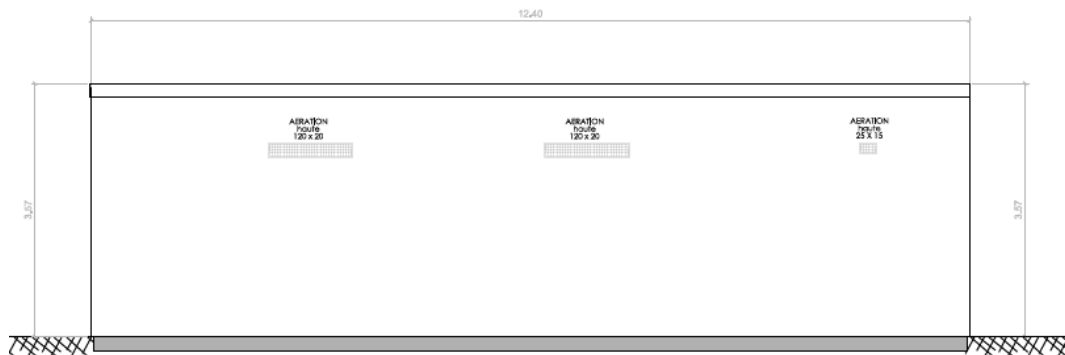 12.40
AERATION
haute
120 x 20
AERATION
haute
120 x 20
AERATION
haute
25 X 15
3.57
3.57